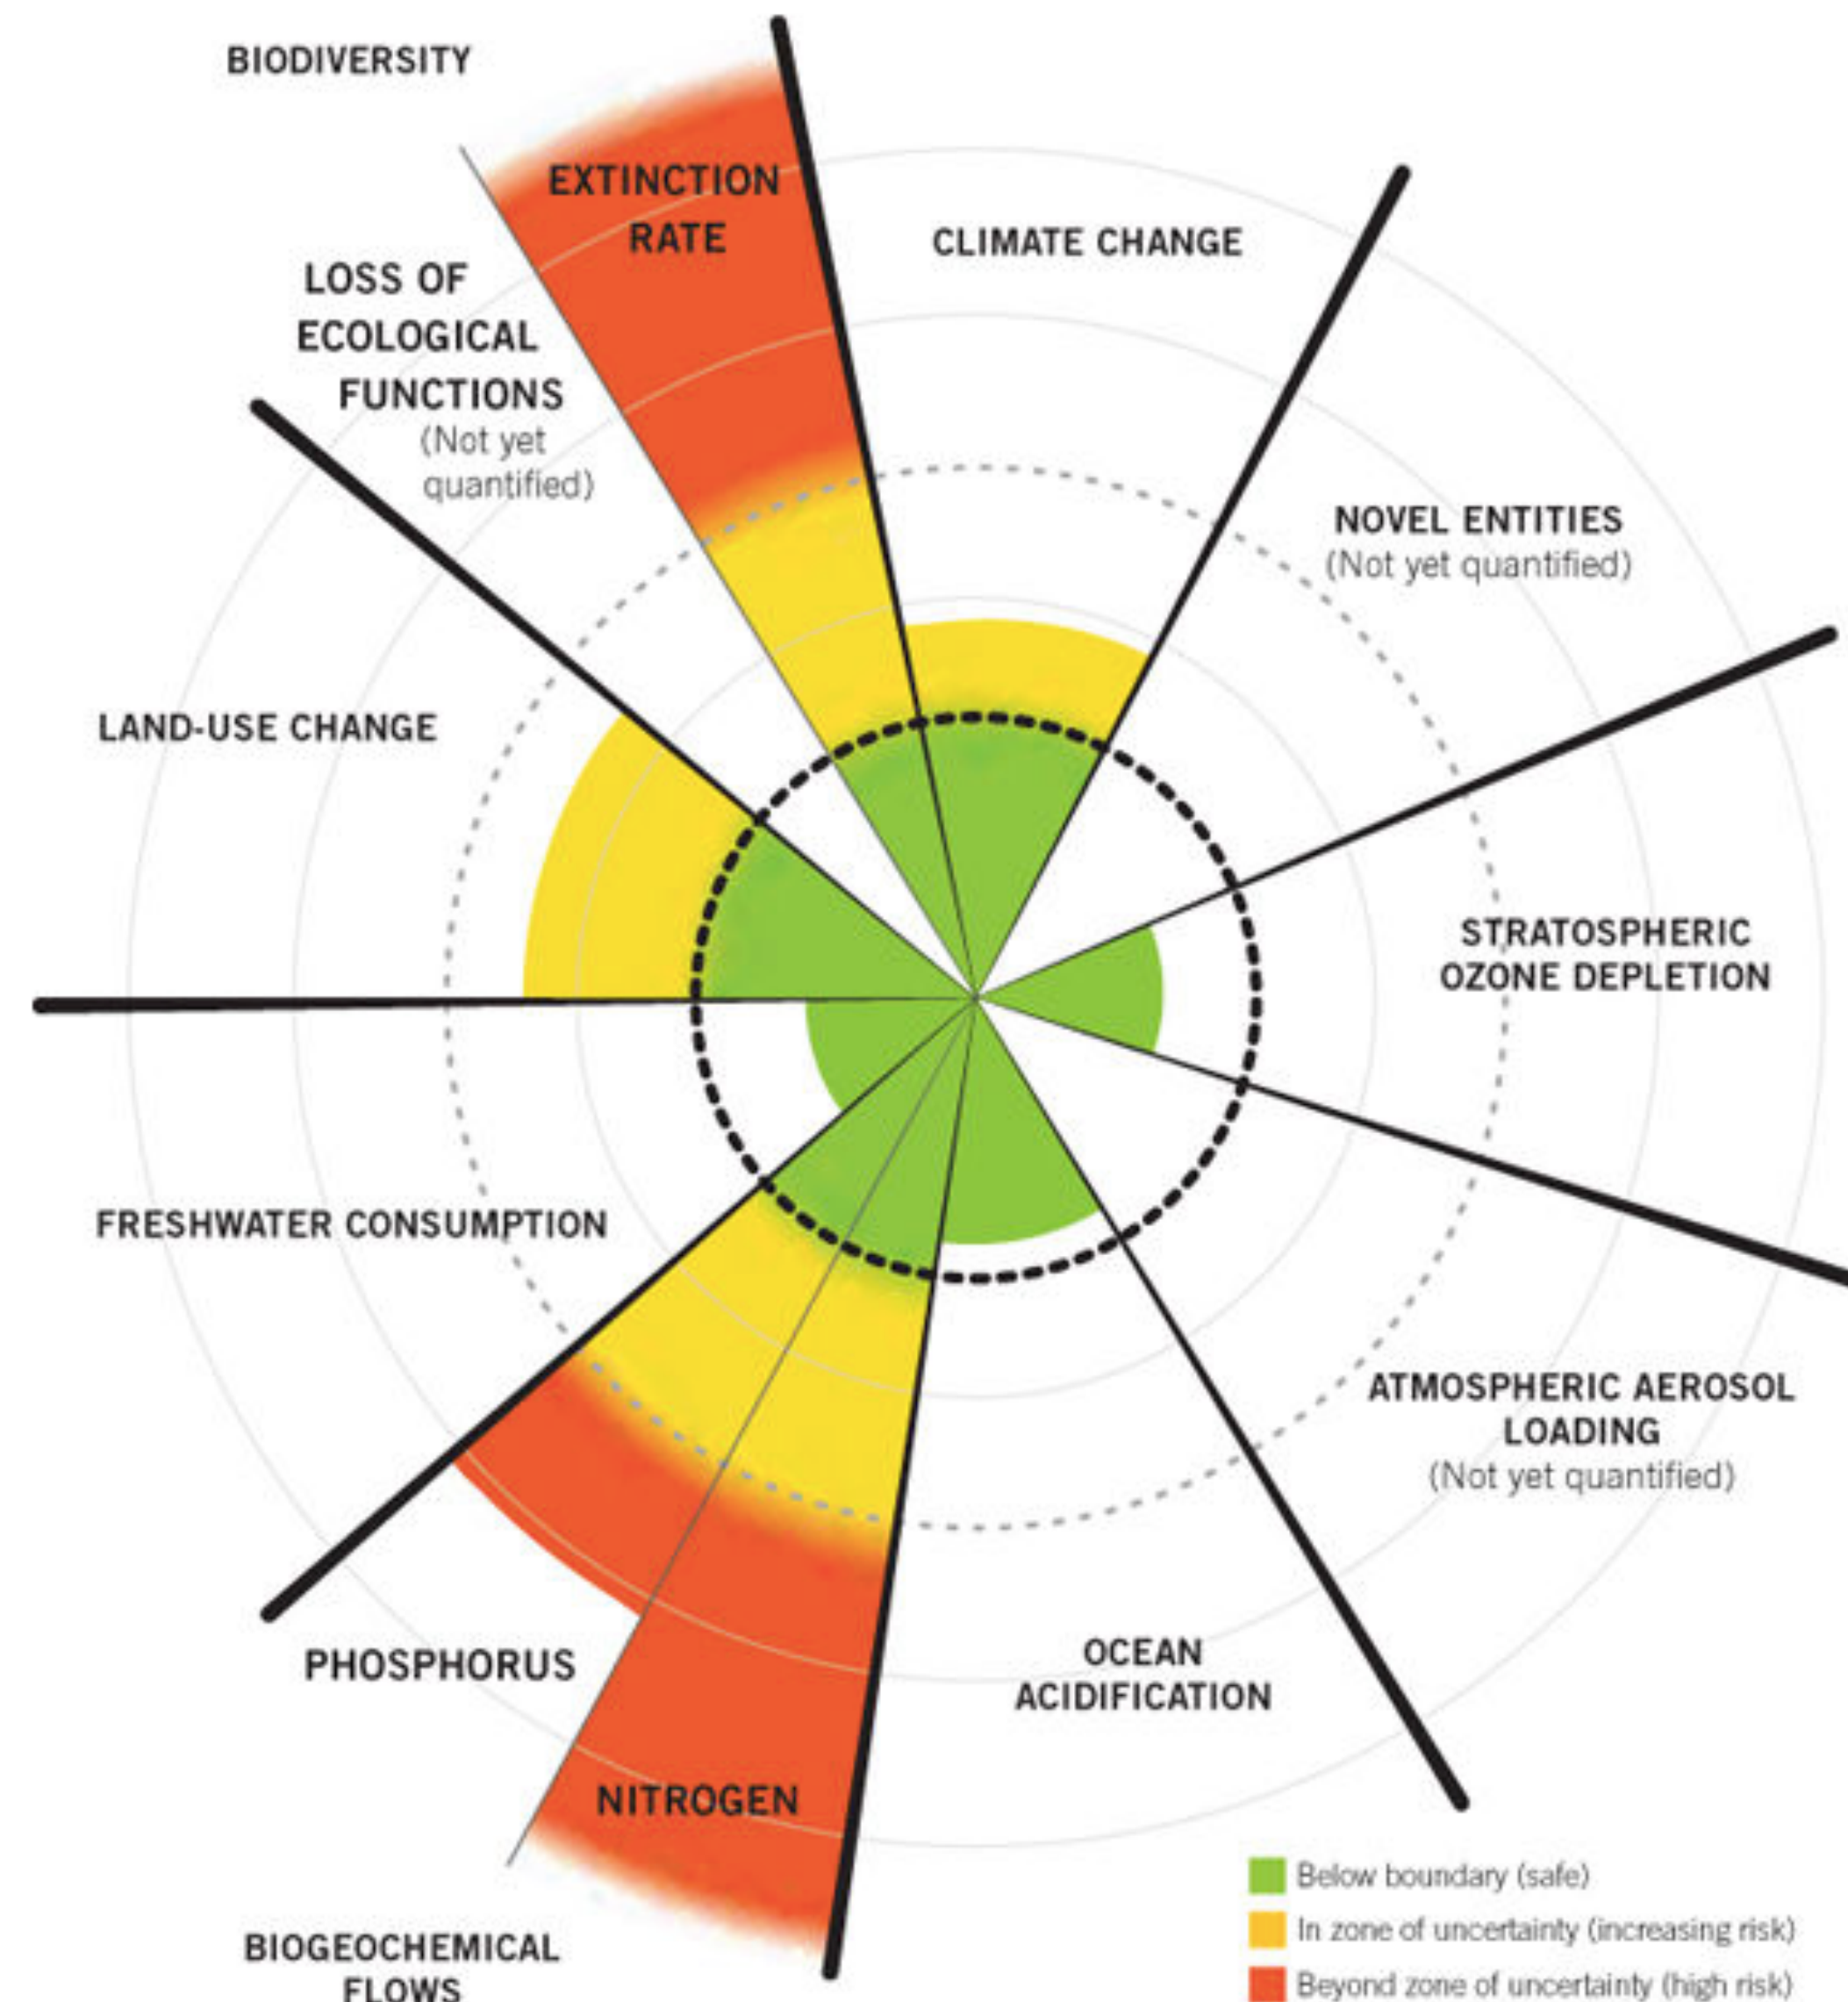 BIODIVERSITY
EXTINCTION
RATE
CLIMATE CHANGE
LOSS OF
ECOLOGICAL
FUNCTIONS
(Not yet
quantified)
NOVEL ENTITIES
(Not yet quantified)
LAND-USE CHANGE
STRATOSPHERIC
OZONE DEPLETION
FRESHWATER CONSUMPTION
ATMOSPHERIC AEROSOL
LOADING
(Not yet quantified)
PHOSPHORUS
OCEAN
ACIDIFICATION
NITROGEN
BIOGEOCHEMICAL
FLOWS
Below boundary (safe)
In zone of uncertainty (increasing risk)
Beyond zone of uncertainty (high risk)